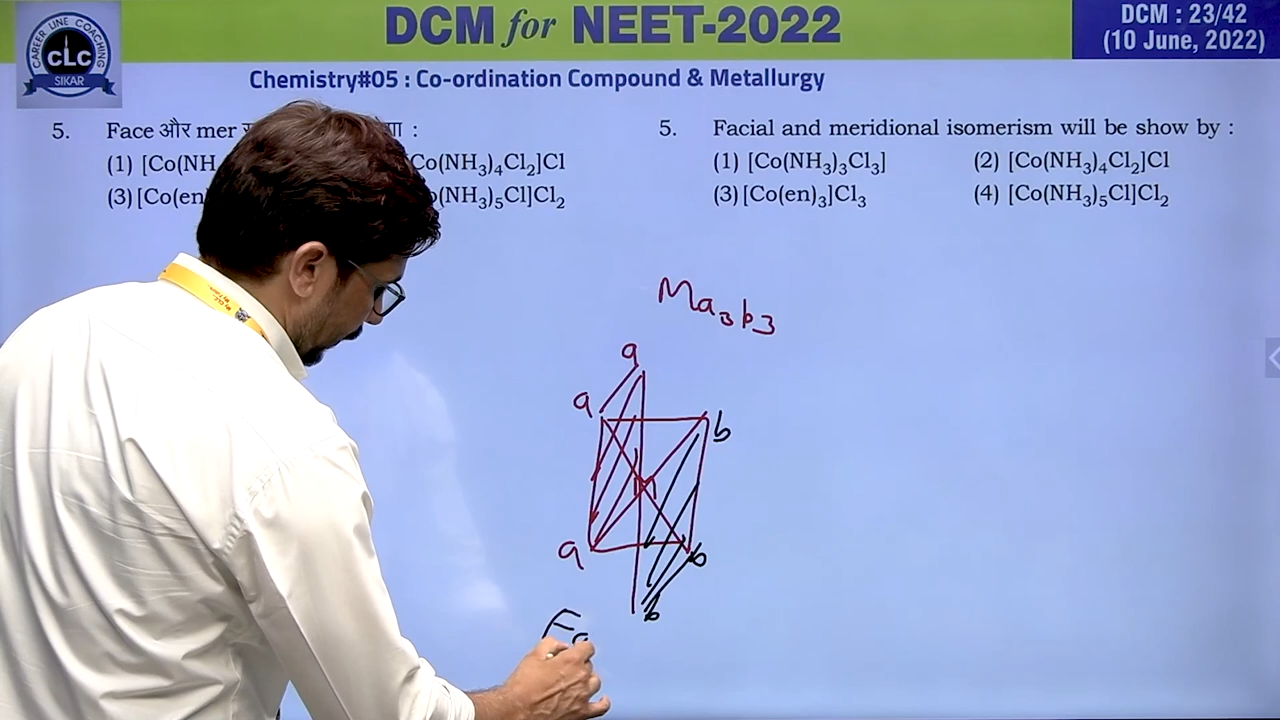 DCM for NEET-2022
DCM : 23/42
(10 June, 2022)
CAREER LINE COACHING
CLC
SIKAR
Chemistry#05 : Co-ordination Compound & Metallurgy
5. Face और mer
:
(1) [Co(NH
Co(NH₃)₄Cl₂]Cl
(3) [Co(en)
(NH₃)₅Cl]Cl₂
5. Facial and meridional isomerism will be show by :
(1) [Co(NH₃)₃Cl₃] (2) [Co(NH₃)₄Cl₂]Cl
(3) [Co(en)₃]Cl₃ (4) [Co(NH₃)₅Cl]Cl₂
Ma₃b₃
a
a
b
M
a
b
b
Fa